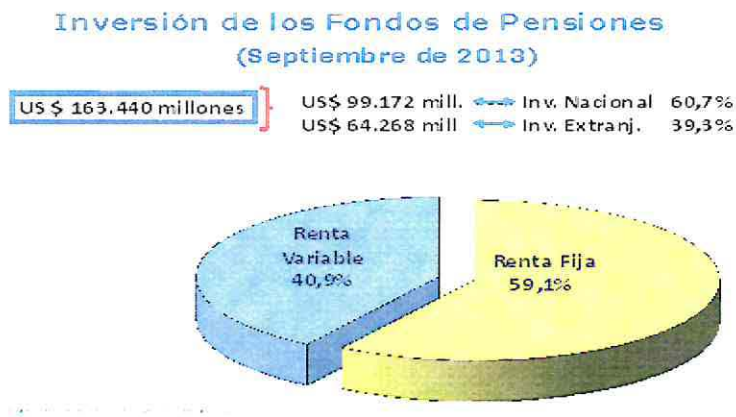 Inversión de los Fondos de Pensiones
(Septiembre de 2013)
US $ 163.440 millones
US$ 99.172 mill. Inv. Nacional 60,7%
US$ 64.268 mill Inv. Extranj. 39,3%
Renta
Variable
40,9%
Renta Fija
59,1%